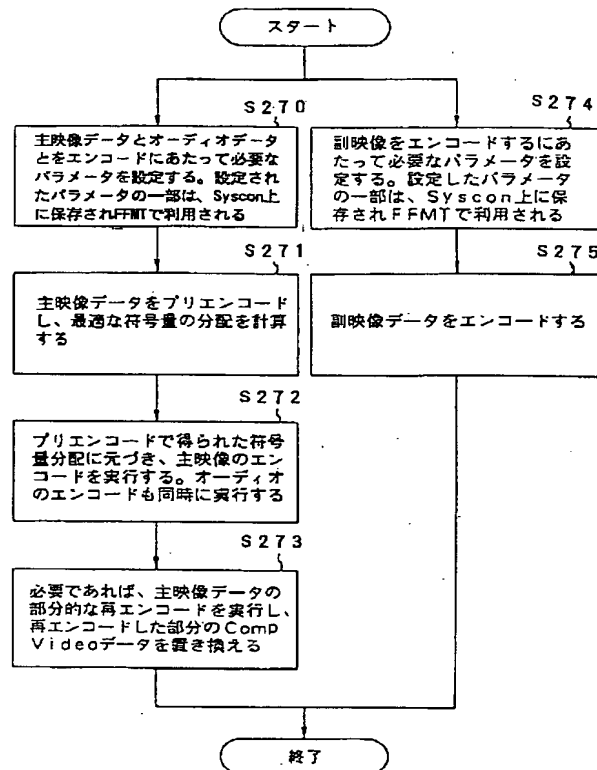 スタート
S270
主映像データとオーディオデータ
とをエンコードにあたって必要な
パラメータを設定する。設定され
たパラメータの一部は、Syscon上
に保存されFFMTで利用される
S271
主映像データをプリエンコード
し、最適な符号量の分配を計算
する
S272
プリエンコードで得られた符号
量分配に元づき、主映像のエン
コードを実行する。オーディオ
のエンコードも同時に実行する
S273
必要であれば、主映像データの
部分的な再エンコードを実行し、
再エンコードした部分のComp
Videoデータを置き換える
S274
副映像をエンコードするにあ
たって必要なパラメータを設
定する。設定したパラメータ
の一部は、Syscon上に保
存されFFMTで利用される
S275
副映像データをエンコードする
終了